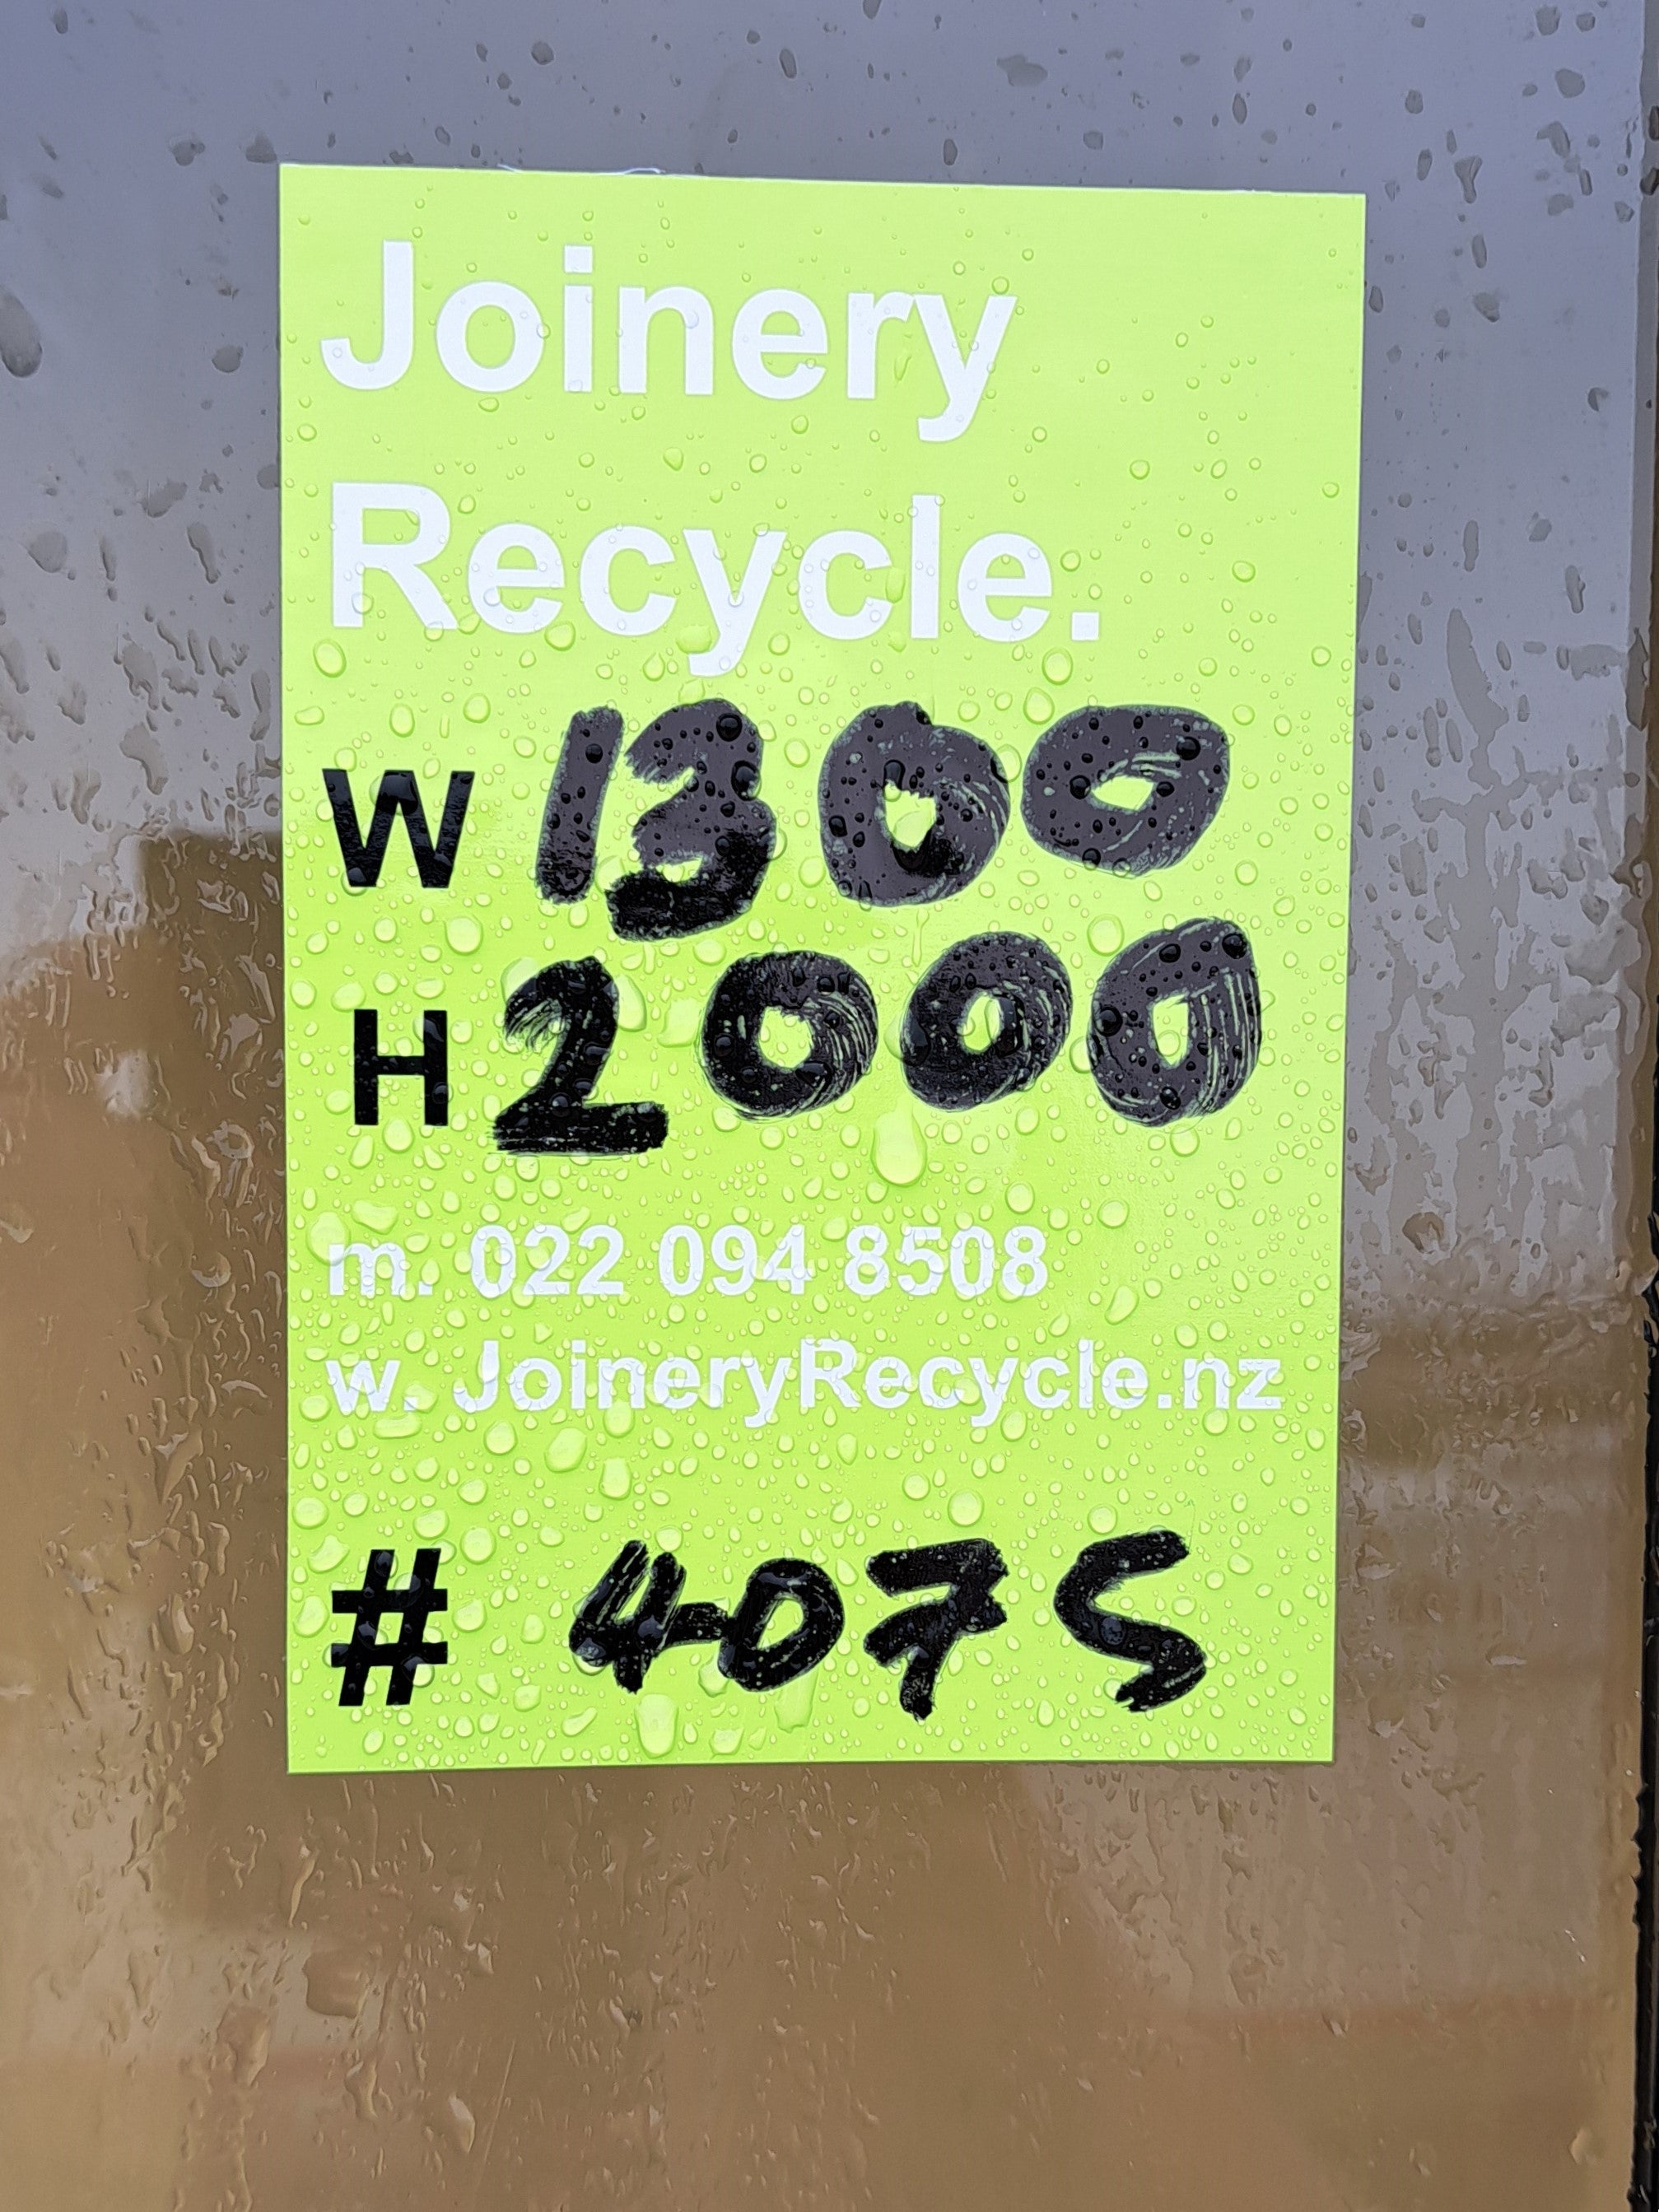 Joinery
Recycle.
W 1300
H 2000
m. 022 094 8508
w. JoineryRecycle.nz
# 4075